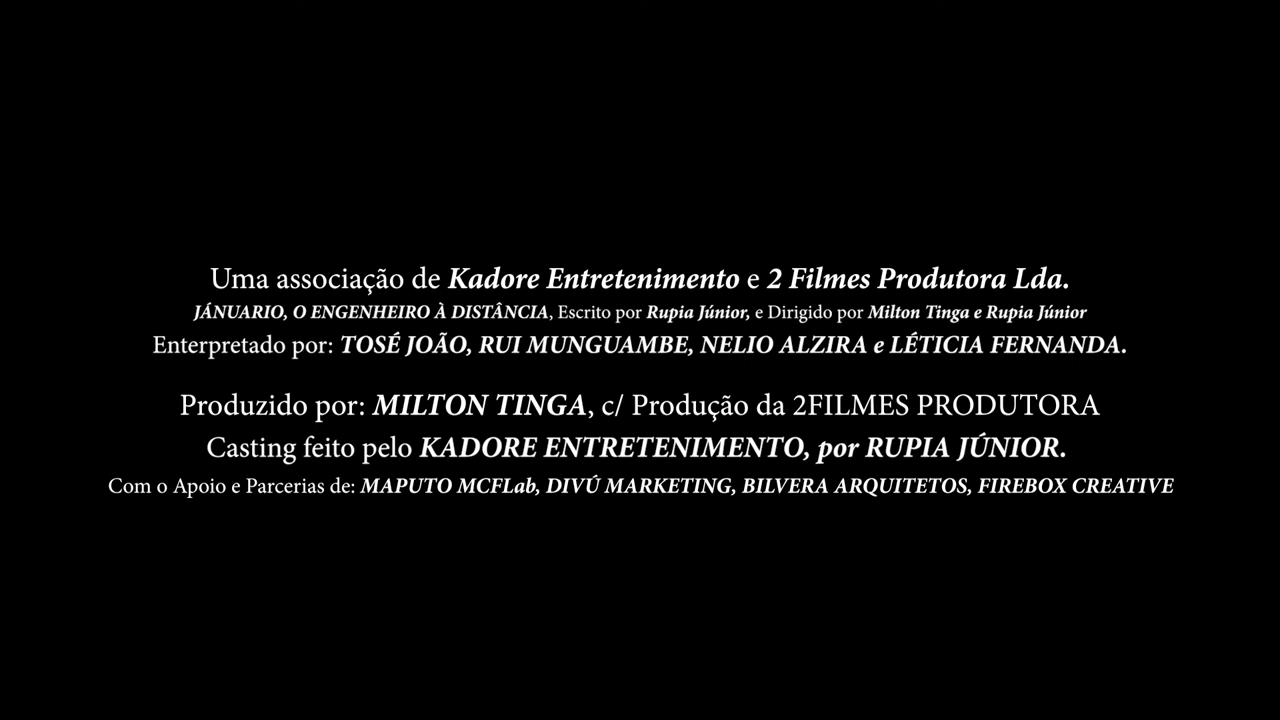 Uma associação de Kadore Entretenimento e 2 Filmes Produtora Lda.
JÁNUARIO, O ENGENHEIRO À DISTÂNCIA, Escrito por Rupia Júnior, e Dirigido por Milton Tinga e Rupia Júnior
Enterpretado por: TOSÉ JOÃO, RUI MUNGUAMBE, NELIO ALZIRA e LÉTICIA FERNANDA.
Produzido por: MILTON TINGA, c/ Produção da 2FILMES PRODUTORA
Casting feito pelo KADORE ENTRETENIMENTO, por RUPIA JÚNIOR.
Com o Apoio e Parcerias de: MAPUTO MCFLab, DIVÚ MARKETING, BILVERA ARQUITETOS, FIREBOX CREATIVE